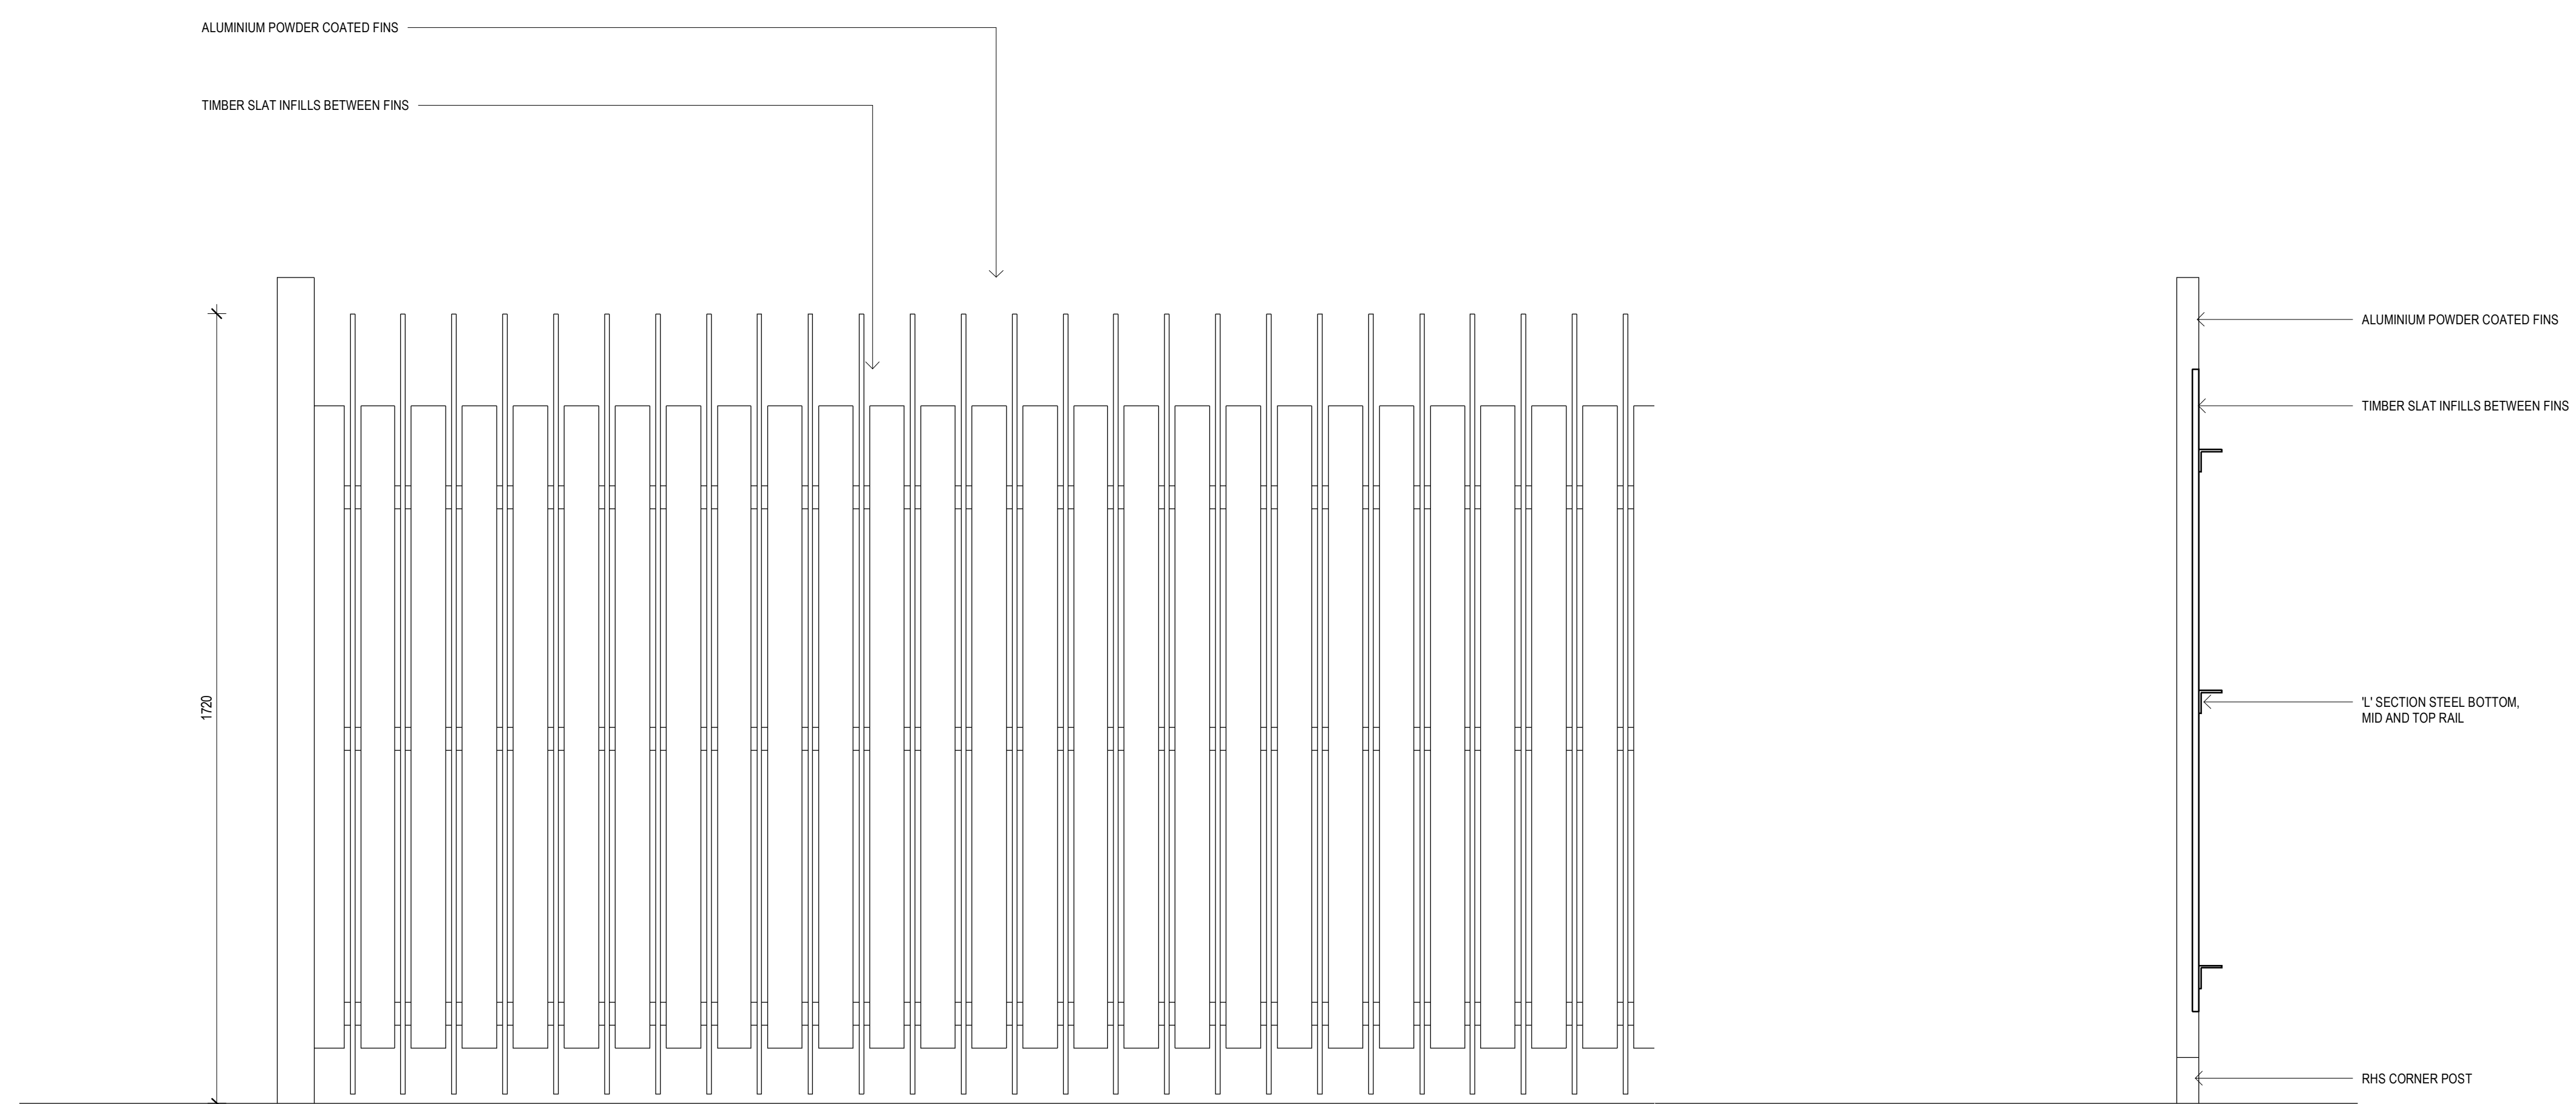 ALUMINIUM POWDER COATED FINS
TIMBER SLAT INFILLS BETWEEN FINS
1720
ALUMINIUM POWDER COATED FINS
TIMBER SLAT INFILLS BETWEEN FINS
'L' SECTION STEEL BOTTOM,
MID AND TOP RAIL
RHS CORNER POST